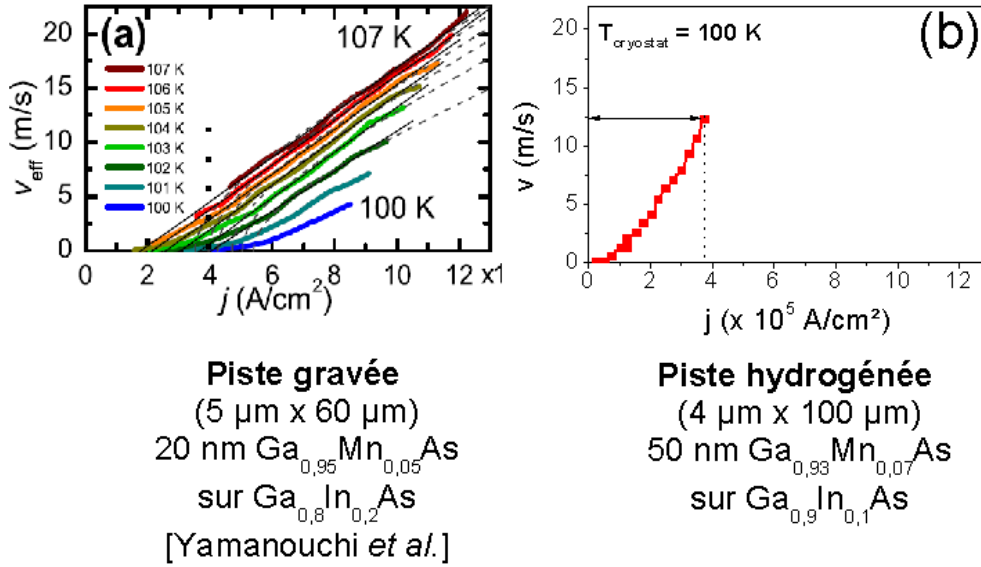 (a)
107 K
107 K
106 K
105 K
104 K
103 K
102 K
101 K
100 K
100 K
v_eff (m/s)
0
5
10
15
20
0 2 4 6 8 10 12 x1
j (A/cm²)
(b)
T_cryostat = 100 K
v (m/s)
0
5
10
15
20
0 2 4 6 8 10 12
j (x 10⁵ A/cm²)
Piste gravée
(5 µm x 60 µm)
20 nm Ga₀,₉₅Mn₀,₀₅As
sur Ga₀,₈In₀,₂As
[Yamanouchi et al.]
Piste hydrogénée
(4 µm x 100 µm)
50 nm Ga₀,₉₃Mn₀,₀₇As
sur Ga₀,₉In₀,₁As